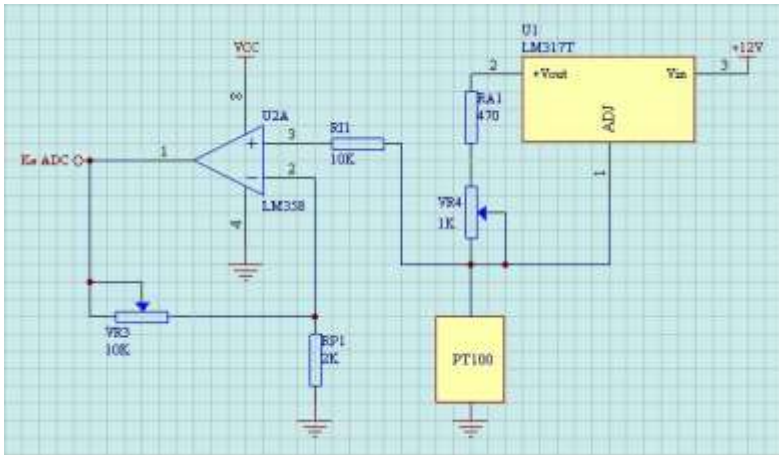 U1
LM317T
+12V
VCC
2
+Vout
Vin
3
RA1
470
ADJ
8
U2A
3
RI1
10K
Ke ADC
1
2
1
LM358
4
VR4
1K
VR3
10K
RP1
2K
PT100